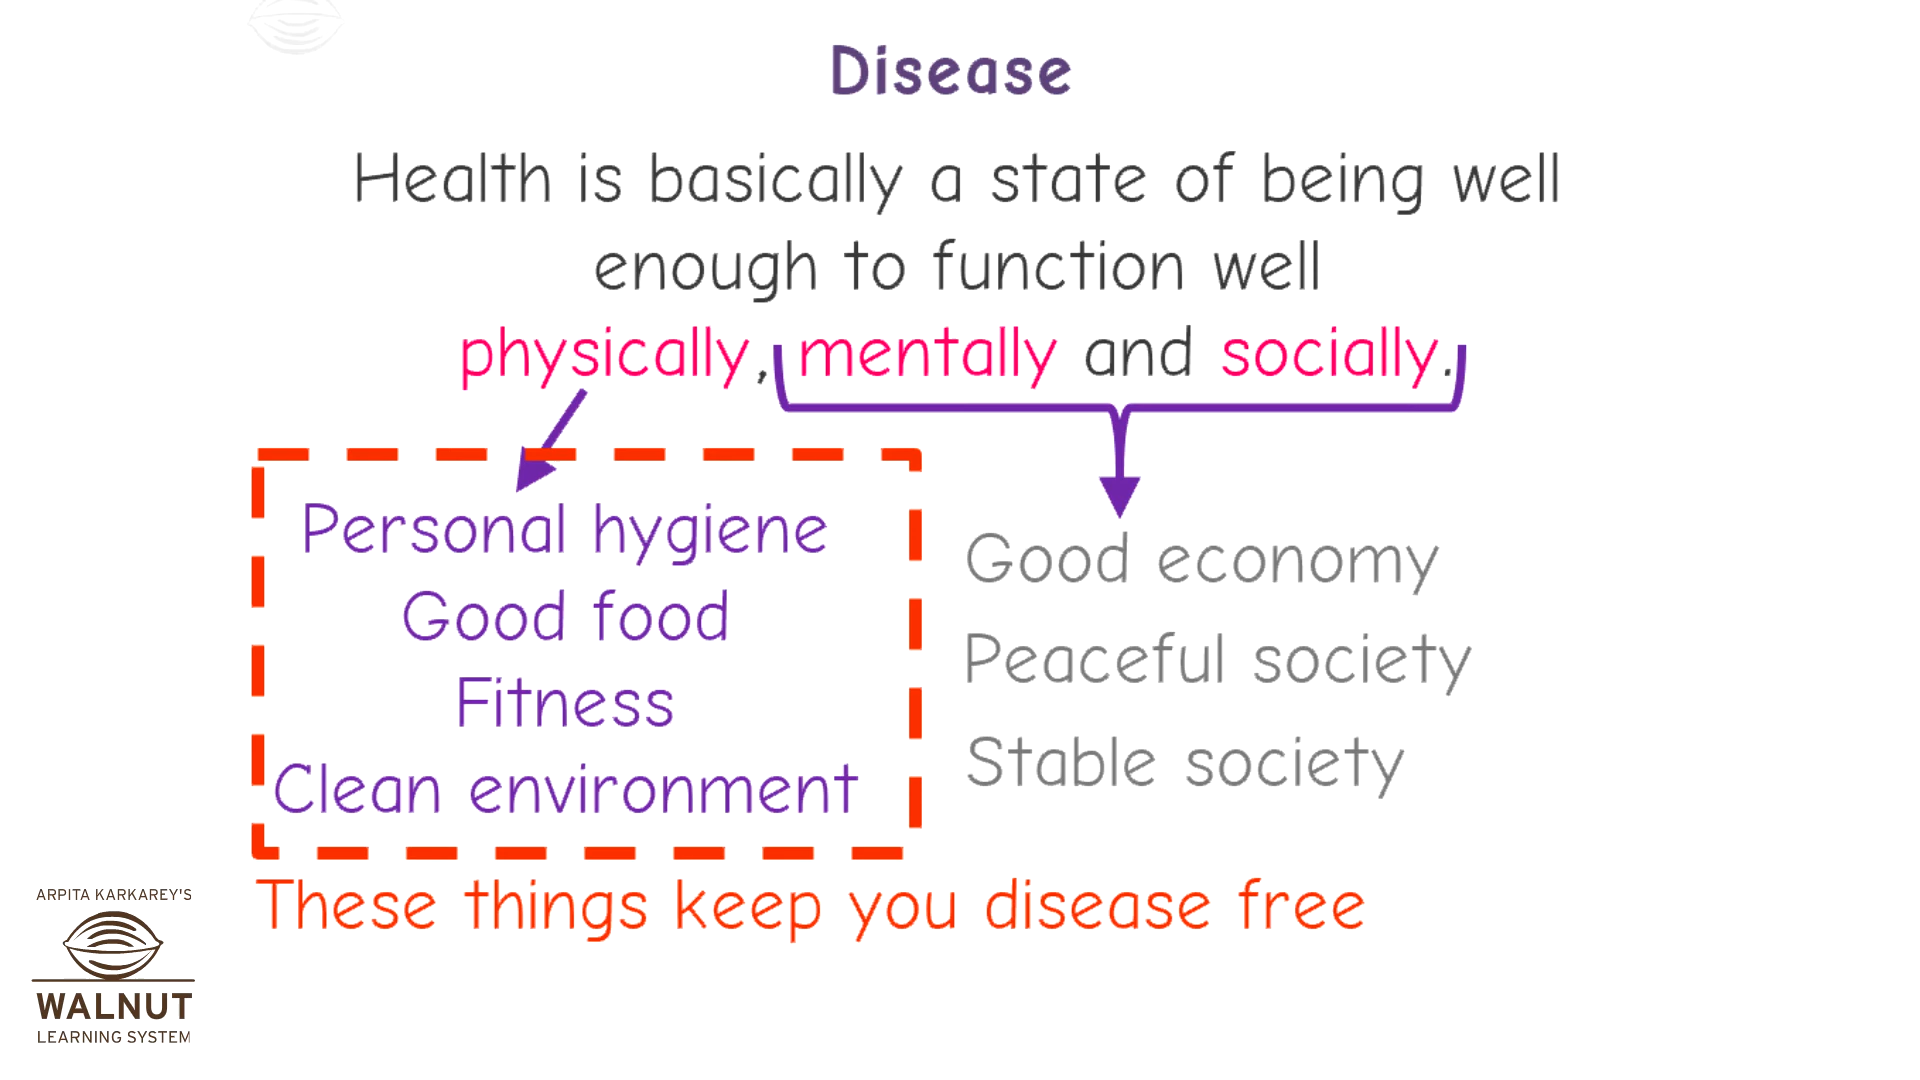 Disease
Health is basically a state of being well
enough to function well
physically, mentally and socially.
Personal hygiene
Good food
Fitness
Clean environment
Good economy
Peaceful society
Stable society
These things keep you disease free
ARPITA KARKAREY'S
WALNUT
LEARNING SYSTEM